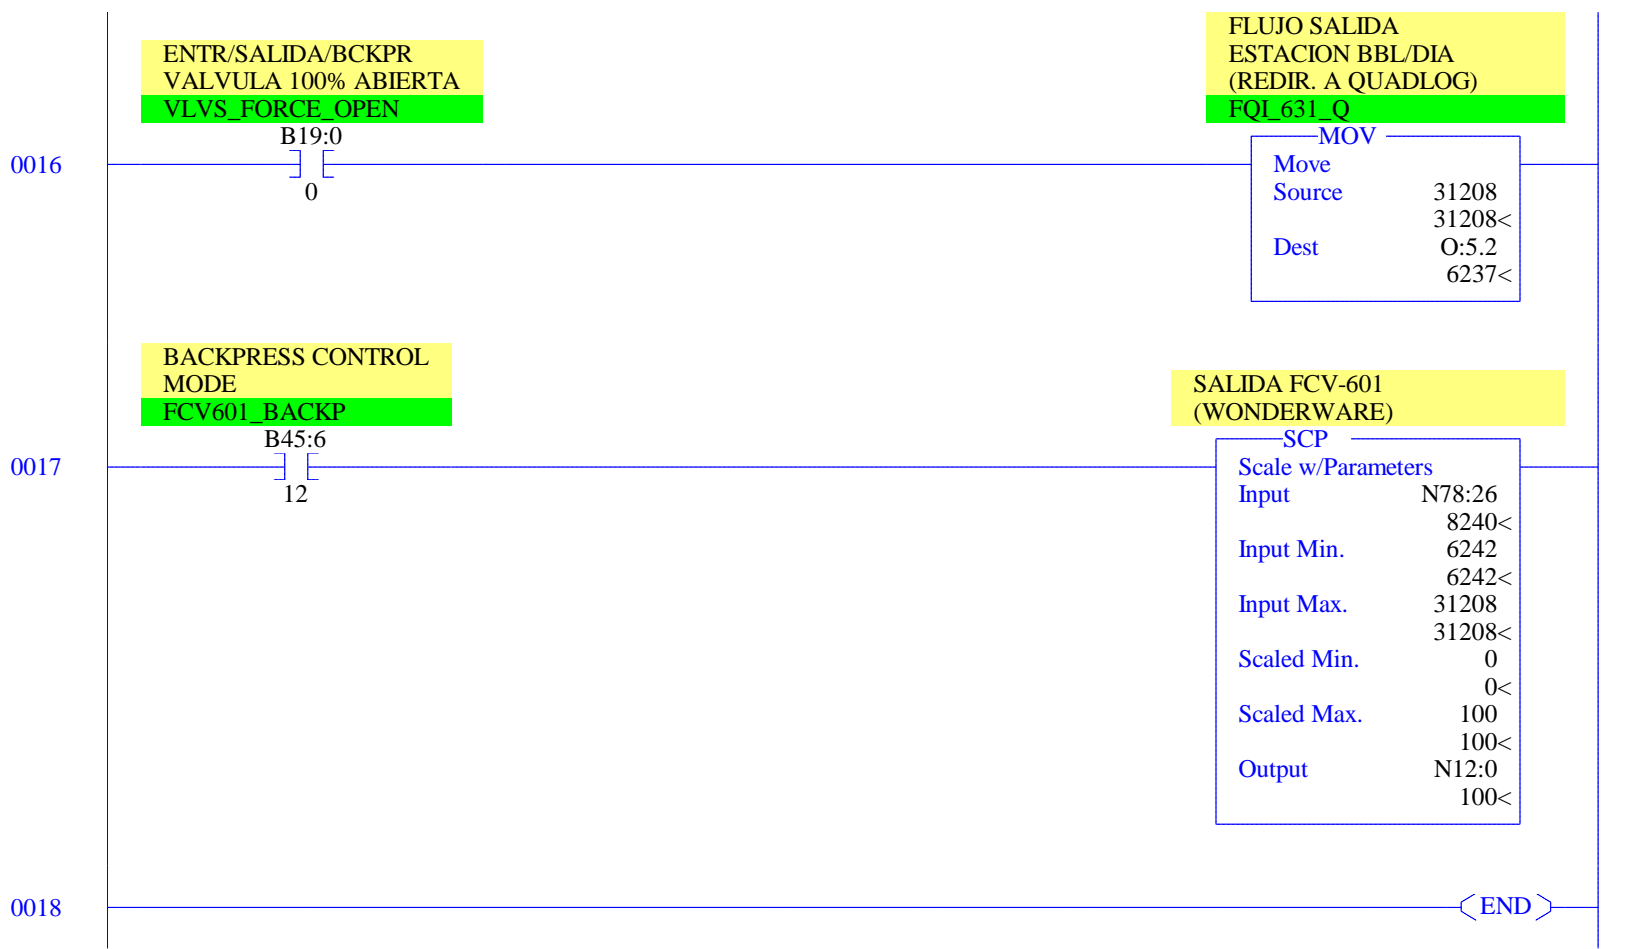 ENTR/SALIDA/BCKPR
VALVULA 100% ABIERTA
VLVS_FORCE_OPEN
B19:0
0
FLUJO SALIDA
ESTACION BBL/DIA
(REDIR. A QUADLOG)
FQI_631_Q
MOV
0016
Move
Source 31208
31208<
Dest O:5.2
6237<
BACKPRESS CONTROL
MODE
FCV601_BACKP
B45:6
12
SALIDA FCV-601
(WONDERWARE)
SCP
0017
Scale w/Parameters
Input N78:26
8240<
Input Min. 6242
6242<
Input Max. 31208
31208<
Scaled Min. 0
0<
Scaled Max. 100
100<
Output N12:0
100<
0018
END